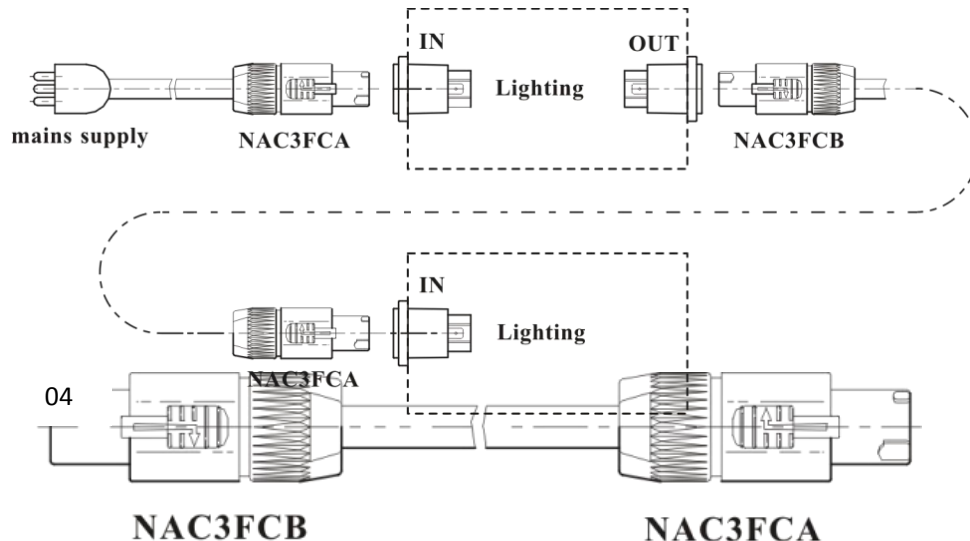 IN
OUT
Lighting
mains supply
NAC3FCA
NAC3FCB
IN
Lighting
NAC3FCA
04
NAC3FCB
NAC3FCA